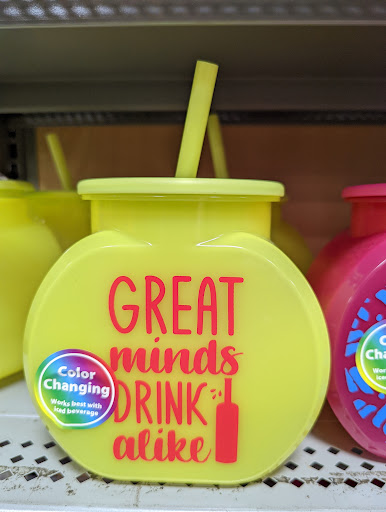 GREAT
minds
DRINK
alike
Color
Changing
Works best with
iced beverage